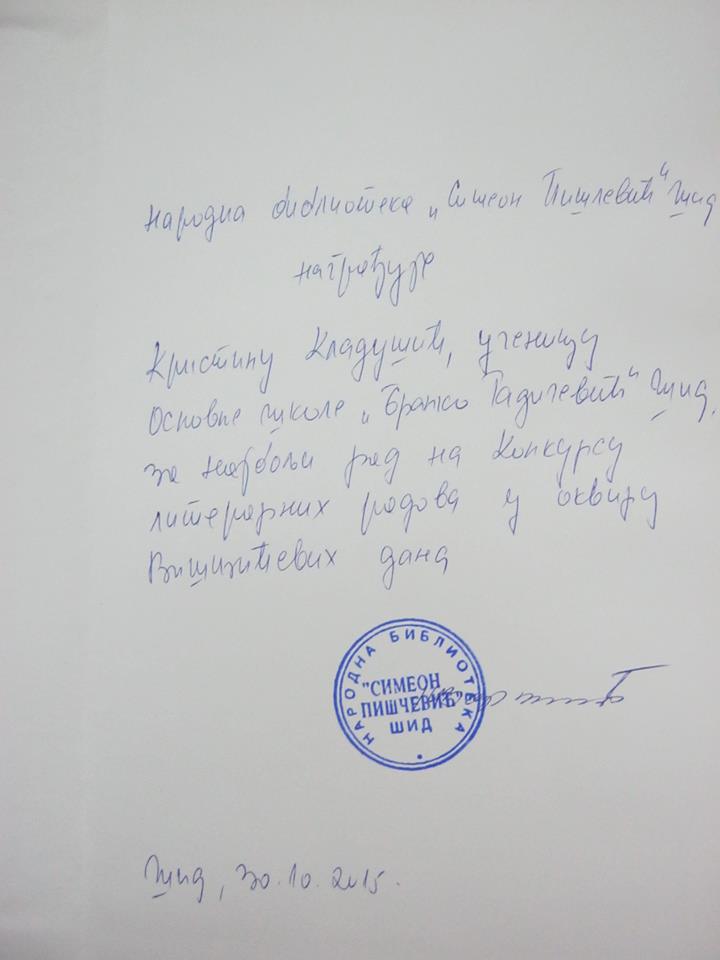 Народна библиотека „Симеон Пишчевић“ Шид
награђује
Кристину Кладушић, ученицу
Основне школе „Бранко Радичевић“ Шид,
за најбољи рад на Конкурсу
литерарних радова у оквиру
Вишићевих дана
НАРОДНА БИБЛИОТЕКА
"СИМЕОН
ПИШЧЕВИЋ"
ШИД
Шид, 30.10.2015.